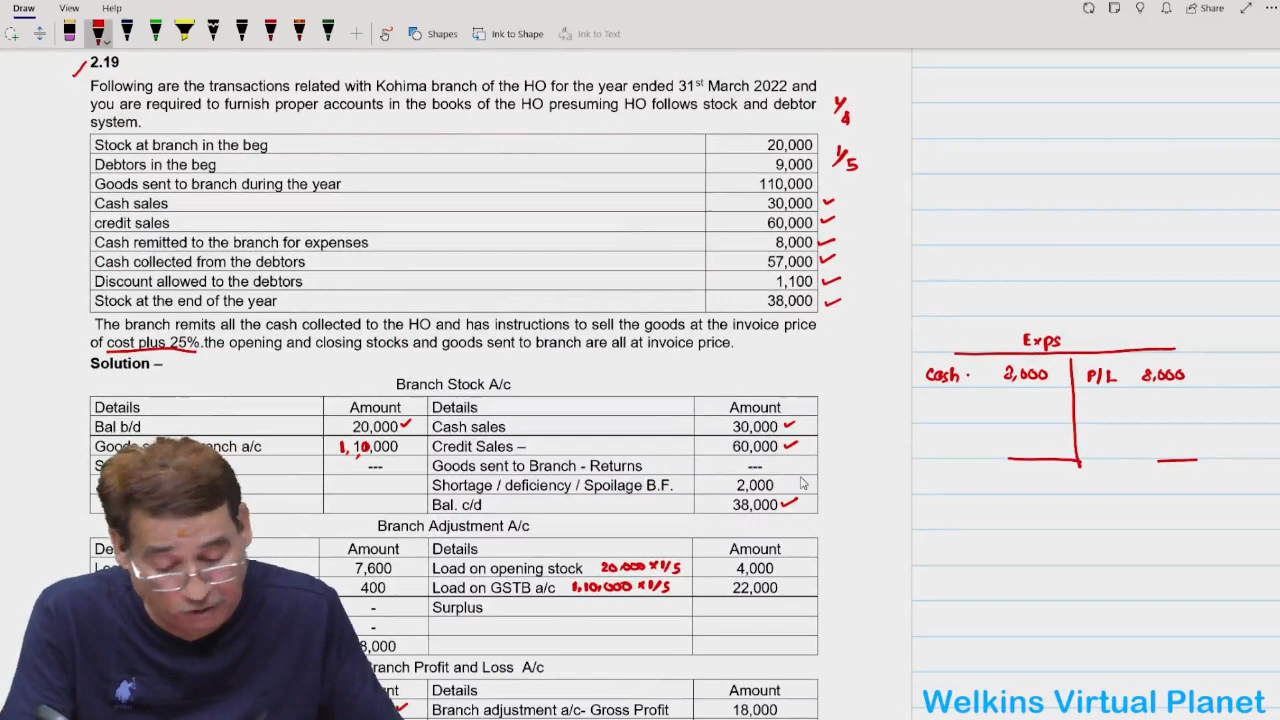 Draw View Help
Share
Shapes Ink to Shape Ink to Text
2.19
Following are the transactions related with Kohima branch of the HO for the year ended 31st March 2022 and
you are required to furnish proper accounts in the books of the HO presuming HO follows stock and debtor
system.
1/4
Stock at branch in the beg 20,000
Debtors in the beg 9,000
1/5
Goods sent to branch during the year 110,000
Cash sales 30,000
credit sales 60,000
Cash remitted to the branch for expenses 8,000
Cash collected from the debtors 57,000
Discount allowed to the debtors 1,100
Stock at the end of the year 38,000
The branch remits all the cash collected to the HO and has instructions to sell the goods at the invoice price
of cost plus 25%.the opening and closing stocks and goods sent to branch are all at invoice price.
Exps
Cash. 8,000 P/L 8,000
Solution –
Branch Stock A/c
Details Amount Details Amount
Bal b/d 20,000 Cash sales 30,000
Goods anch a/c 1,10,000 Credit Sales – 60,000
--- Goods sent to Branch - Returns ---
Shortage / deficiency / Spoilage B.F. 2,000
Bal. c/d 38,000
Branch Adjustment A/c
Amount Details Amount
7,600 Load on opening stock 20,000 x 1/5 4,000
400 Load on GSTB a/c 1,10,000 x 1/5 22,000
- Surplus
-
8,000
ranch Profit and Loss A/c
Amount Details Amount
Branch adjustment a/c- Gross Profit 18,000
Welkins Virtual Planet